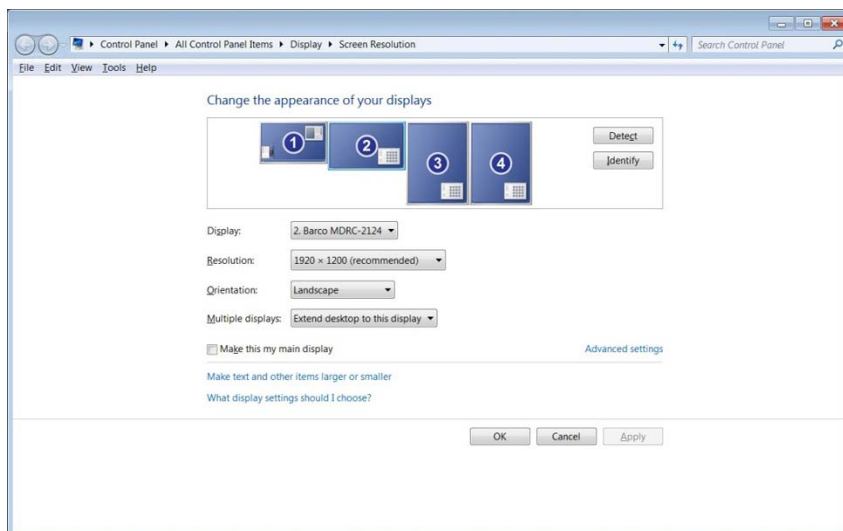 Control Panel ▸ All Control Panel Items ▸ Display ▸ Screen Resolution
Search Control Panel
File Edit View Tools Help
Change the appearance of your displays
1
2
3
4
Detect
Identify
Display: 2. Barco MDRC-2124
Resolution: 1920 × 1200 (recommended)
Orientation: Landscape
Multiple displays: Extend desktop to this display
Make this my main display
Advanced settings
Make text and other items larger or smaller
What display settings should I choose?
OK Cancel Apply